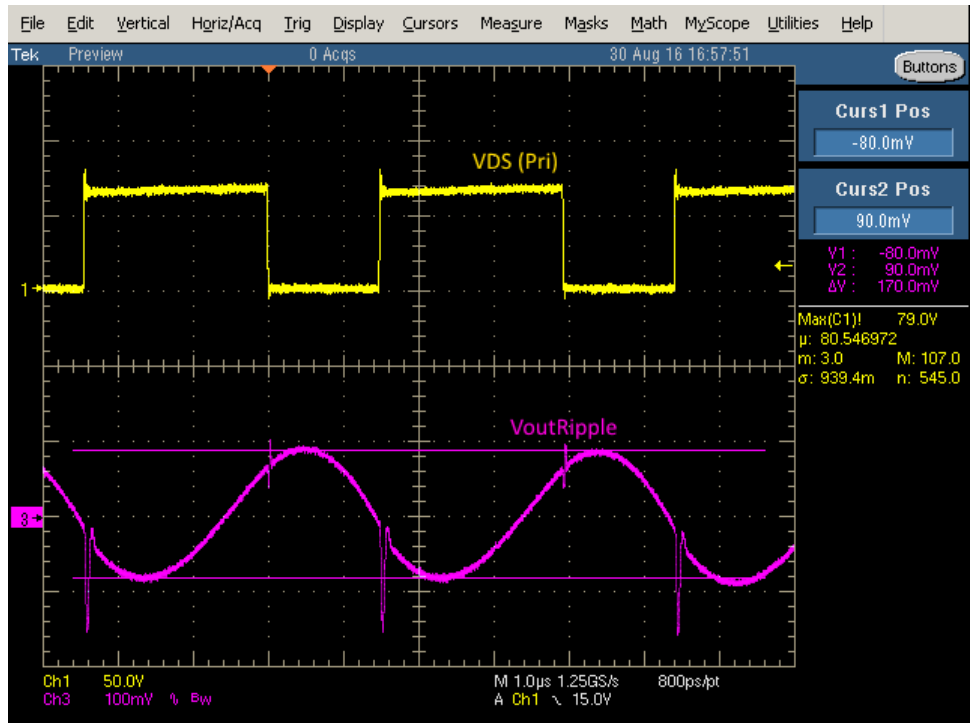 File Edit Vertical Horiz/Acq Trig Display Cursors Measure Masks Math MyScope Utilities Help
Tek Preview 0 Acqs 30 Aug 16 16:57:51
Buttons
Curs1 Pos
-80.0mV
Curs2 Pos
90.0mV
V1 : -80.0mV
V2 : 90.0mV
ΔV : 170.0mV
Max(C1)! 79.0V
µ: 80.546972
m: 3.0 M: 107.0
σ: 939.4m n: 545.0
VDS (Pri)
1
VoutRipple
3
Ch1 50.0V M 1.0µs 1.25GS/s 800ps/pt
Ch3 100mV % BW A Ch1 \ 15.0V